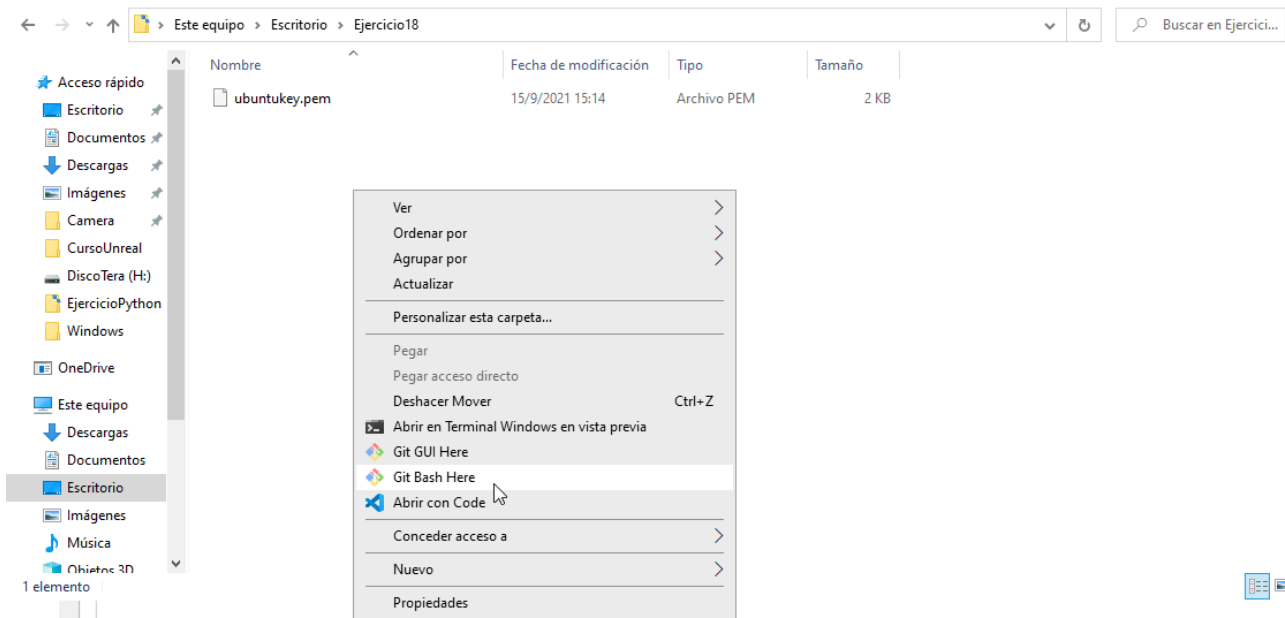 Este equipo > Escritorio > Ejercicio18
Buscar en Ejercici...
Nombre Fecha de modificación Tipo Tamaño
ubuntukey.pem 15/9/2021 15:14 Archivo PEM 2 KB
Acceso rápido
Escritorio
Documentos
Descargas
Imágenes
Camera
CursoUnreal
DiscoTera (H:)
EjercicioPython
Windows
OneDrive
Este equipo
Descargas
Documentos
Escritorio
Imágenes
Música
Objetos 3D
1 elemento
Ver
Ordenar por
Agrupar por
Actualizar
Personalizar esta carpeta...
Pegar
Pegar acceso directo
Deshacer Mover Ctrl+Z
Abrir en Terminal Windows en vista previa
Git GUI Here
Git Bash Here
Abrir con Code
Conceder acceso a
Nuevo
Propiedades